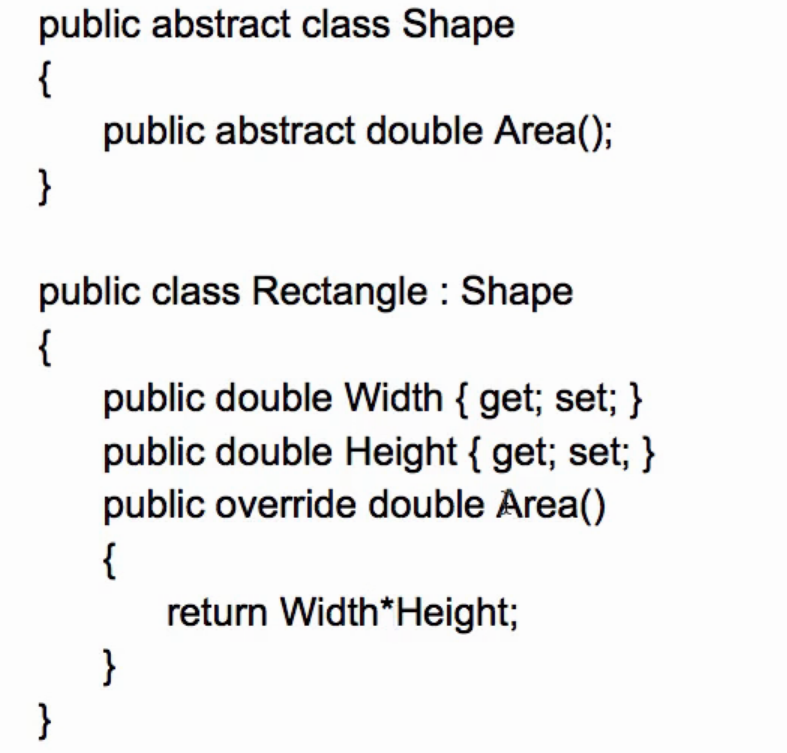 public abstract class Shape
{
public abstract double Area();
}
public class Rectangle : Shape
{
public double Width { get; set; }
public double Height { get; set; }
public override double Area()
{
return Width*Height;
}
}